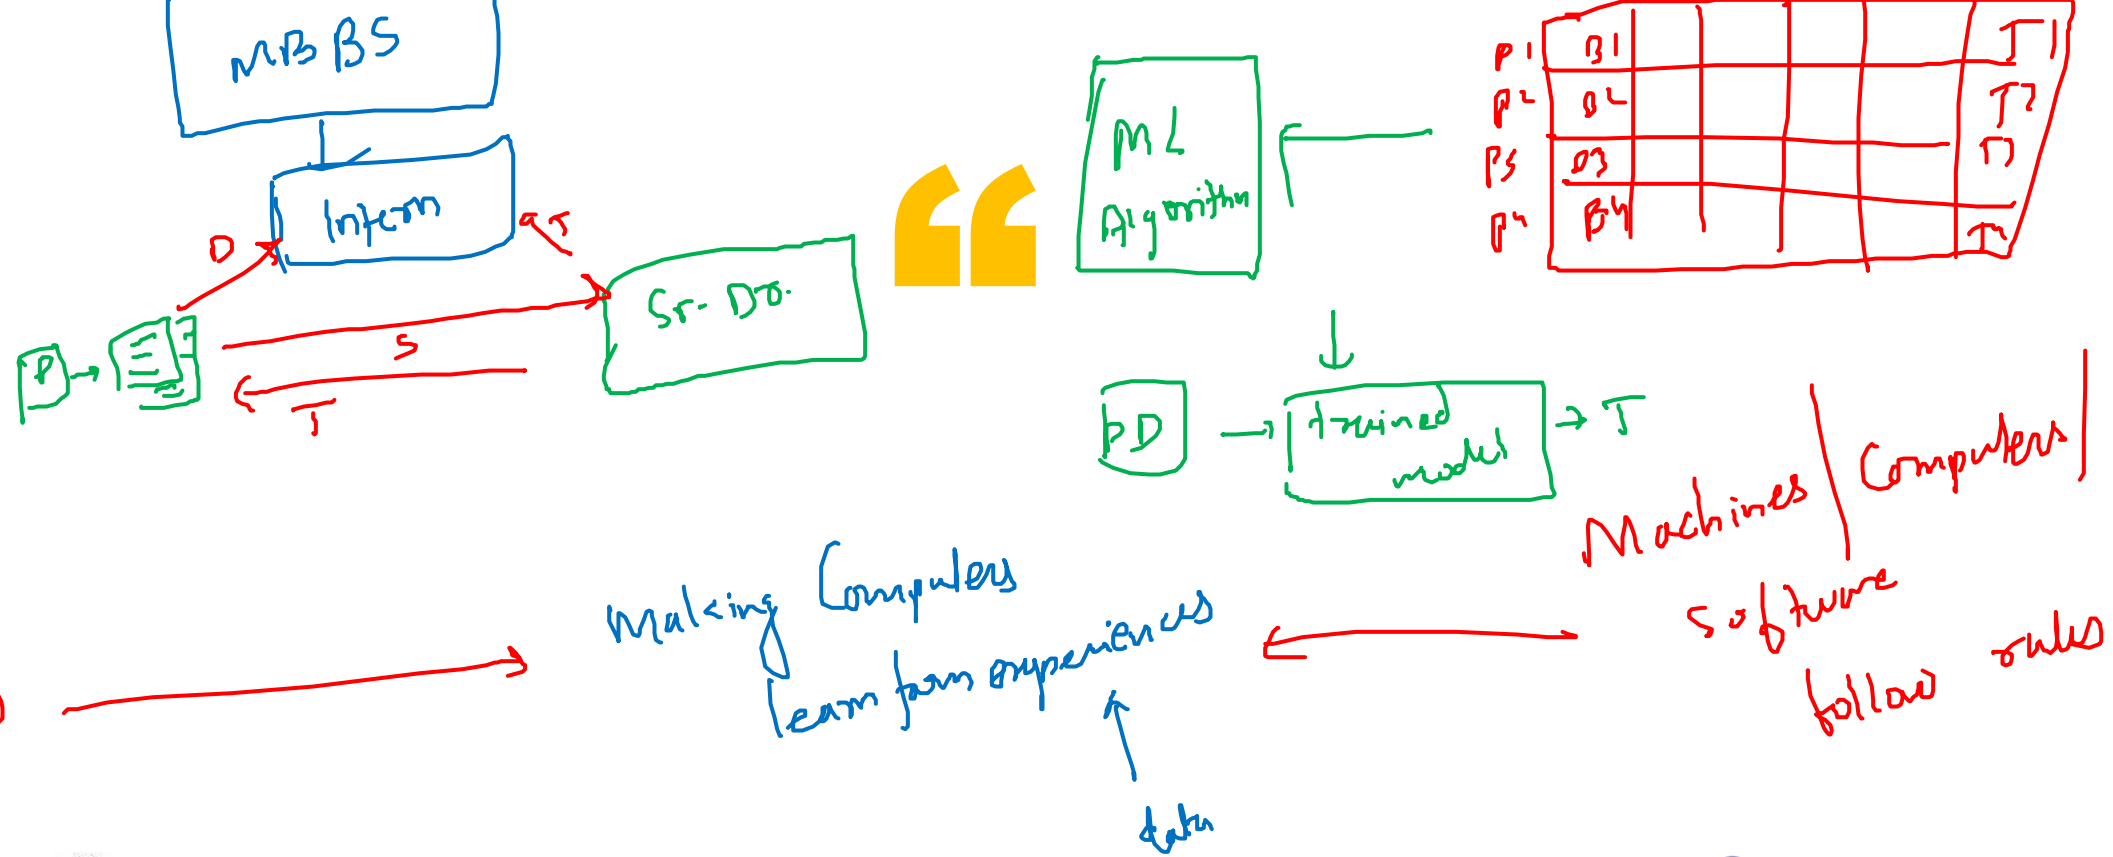 MBBS
Intern
D
T
Sr. Dr.
P
S
T
ML
Algorithm
P1 B1 T1
P2 B2 T2
P3 B3 T3
P4 B4 T4
PD
trained
model
T
Machines | Computers |
Software
follow rules
Making Computers
learn from experiences
data